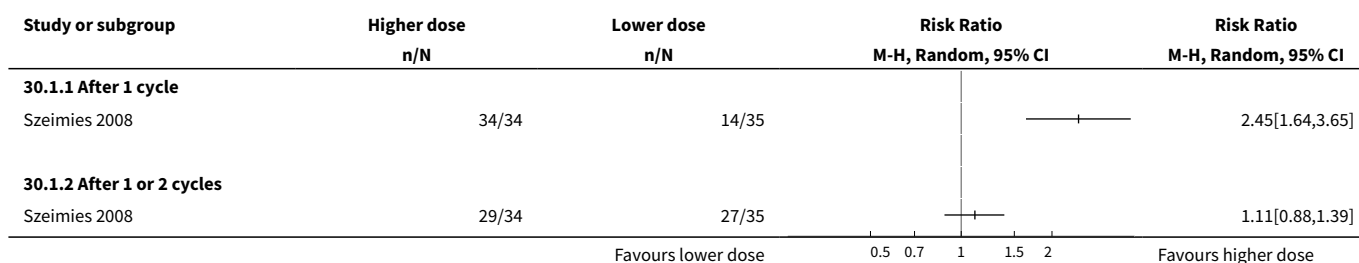 Study or subgroup Higher dose Lower dose Risk Ratio Risk Ratio
n/N n/N M-H, Random, 95% CI M-H, Random, 95% CI
30.1.1 After 1 cycle
Szeimies 2008 34/34 14/35 2.45[1.64,3.65]
30.1.2 After 1 or 2 cycles
Szeimies 2008 29/34 27/35 1.11[0.88,1.39]
Favours lower dose 0.5 0.7 1 1.5 2 Favours higher dose